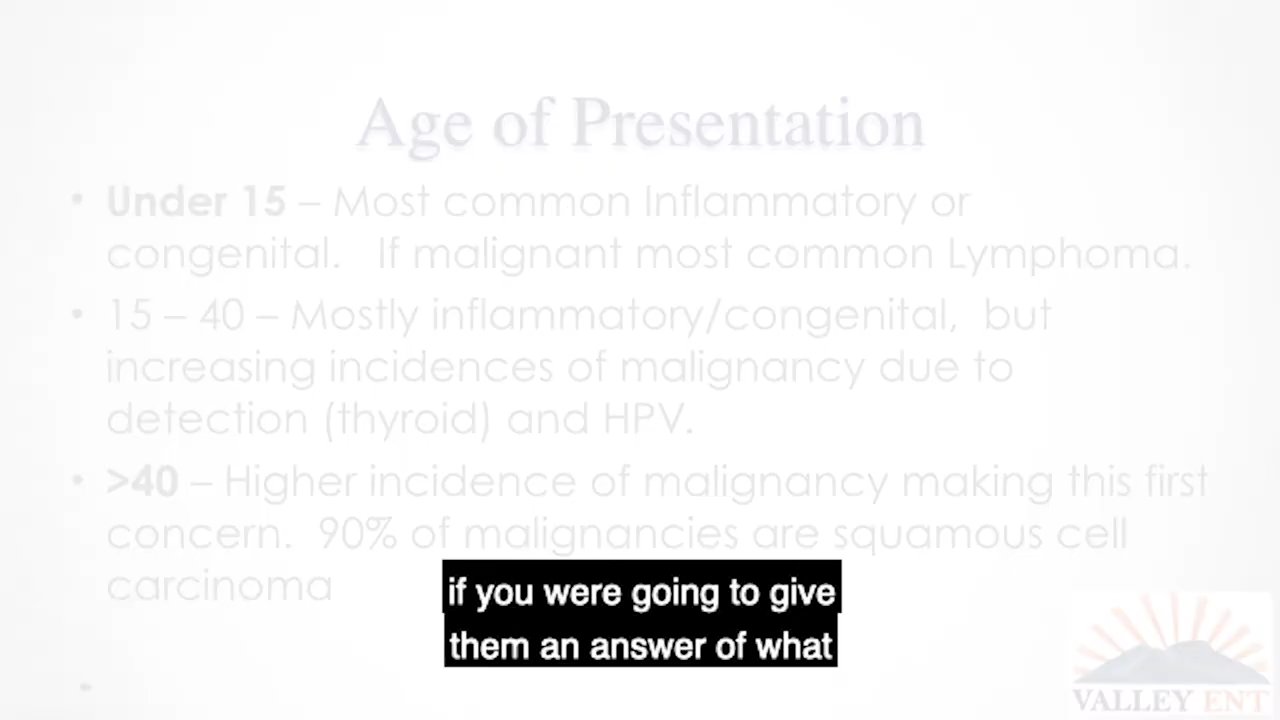 Age of Presentation
• Under 15 – Most common Inflammatory or
congenital. If malignant most common Lymphoma.
• 15 – 40 – Mostly inflammatory/congenital, but
increasing incidences of malignancy due to
detection (thyroid) and HPV.
• >40 – Higher incidence of malignancy making this first
concern. 90% of malignancies are squamous cell
carcinoma
if you were going to give
them an answer of what
VALLEY ENT